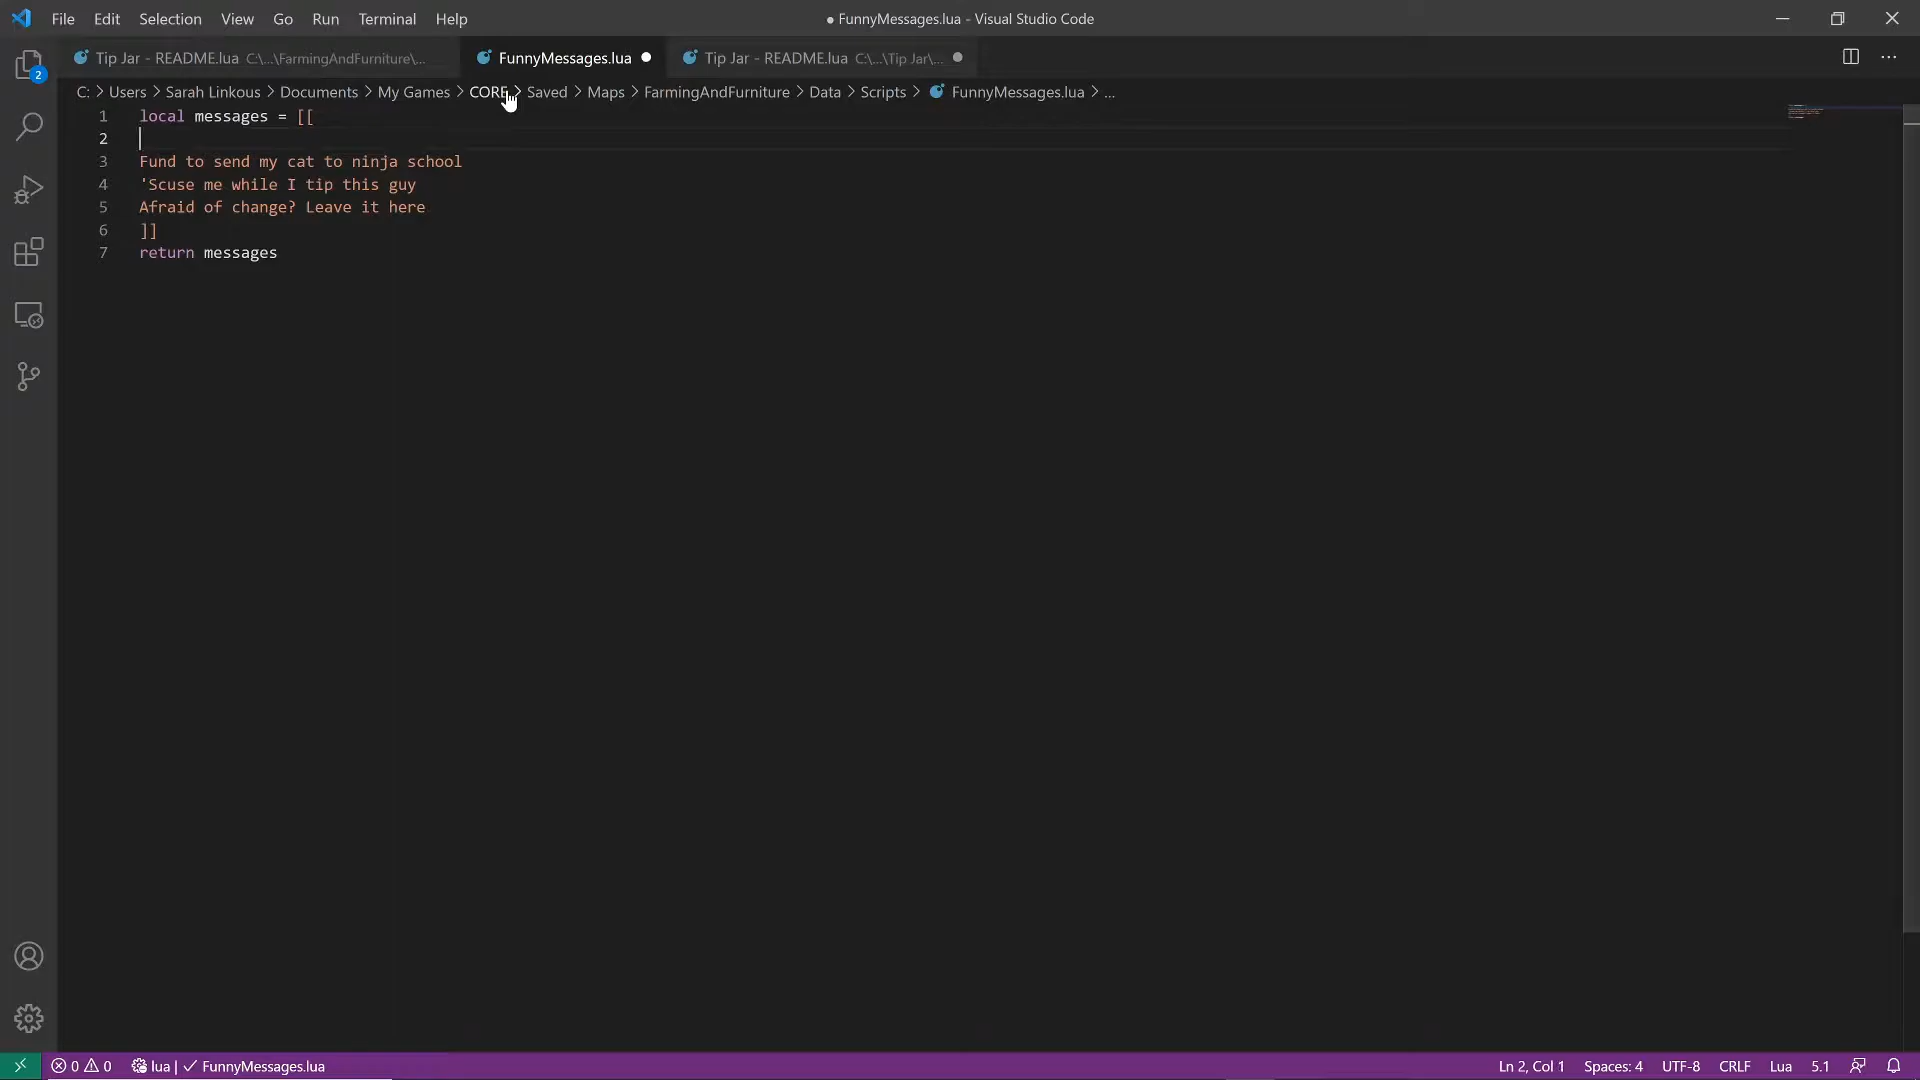 File Edit Selection View Go Run Terminal Help
● FunnyMessages.lua - Visual Studio Code
Tip Jar - README.lua C:\...\FarmingAndFurniture\...
FunnyMessages.lua
Tip Jar - README.lua C:\...\Tip Jar\...
2
C: > Users > Sarah Linkous > Documents > My Games > CORE > Saved > Maps > FarmingAndFurniture > Data > Scripts > FunnyMessages.lua > ...
1 local messages = [[
2
3 Fund to send my cat to ninja school
4 'Scuse me while I tip this guy
5 Afraid of change? Leave it here
6 ]]
7 return messages
0 0 lua | ✓ FunnyMessages.lua
Ln 2, Col 1 Spaces: 4 UTF-8 CRLF Lua 5.1